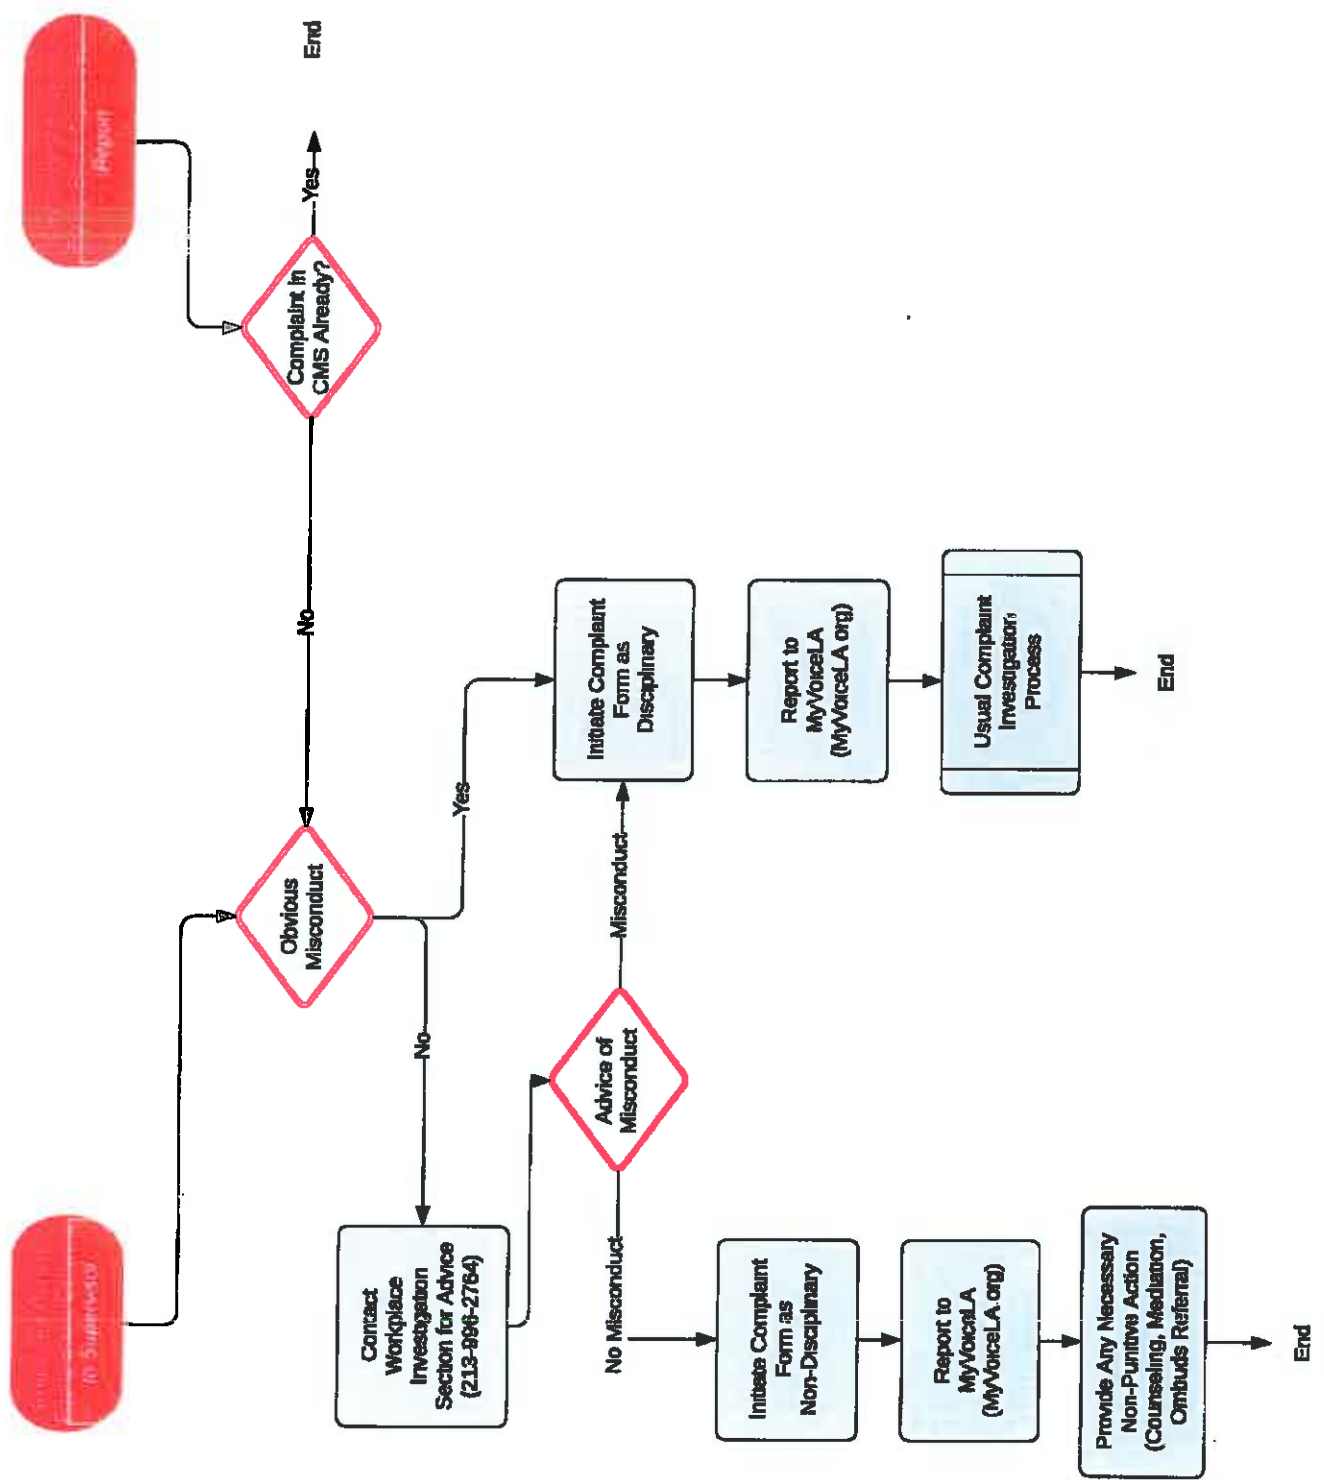 to Supervisor
Report
Obvious
Misconduct
Complaint in
CMS Already?
Yes
End
No
No
Yes
Contact
Workplace
Investigation
Section for Advice
(213-996-2764)
Advice of
Misconduct
Misconduct
No Misconduct
Initiate Complaint
Form as
Disciplinary
Report to
MyVoiceLA
(MyVoiceLA org)
Usual Complaint
Investigation
Process
End
Initiate Complaint
Form as
Non-Disciplinary
Report to
MyVoiceLA
(MyVoiceLA org)
Provide Any Necessary
Non-Punitive Action
(Counseling, Mediation,
Ombuds Referral)
End